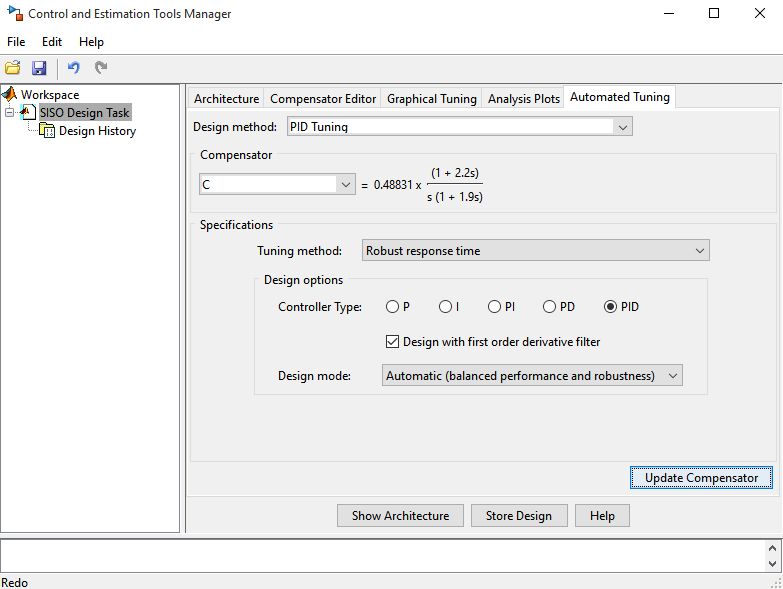 Control and Estimation Tools Manager
File Edit Help
Workspace
SISO Design Task
Design History
Architecture Compensator Editor Graphical Tuning Analysis Plots Automated Tuning
Design method: PID Tuning
Compensator
C = 0.48831 x (1 + 2.2s)
s (1 + 1.9s)
Specifications
Tuning method: Robust response time
Design options
Controller Type: P I PI PD PID
Design with first order derivative filter
Design mode: Automatic (balanced performance and robustness)
Update Compensator
Show Architecture Store Design Help
Redo